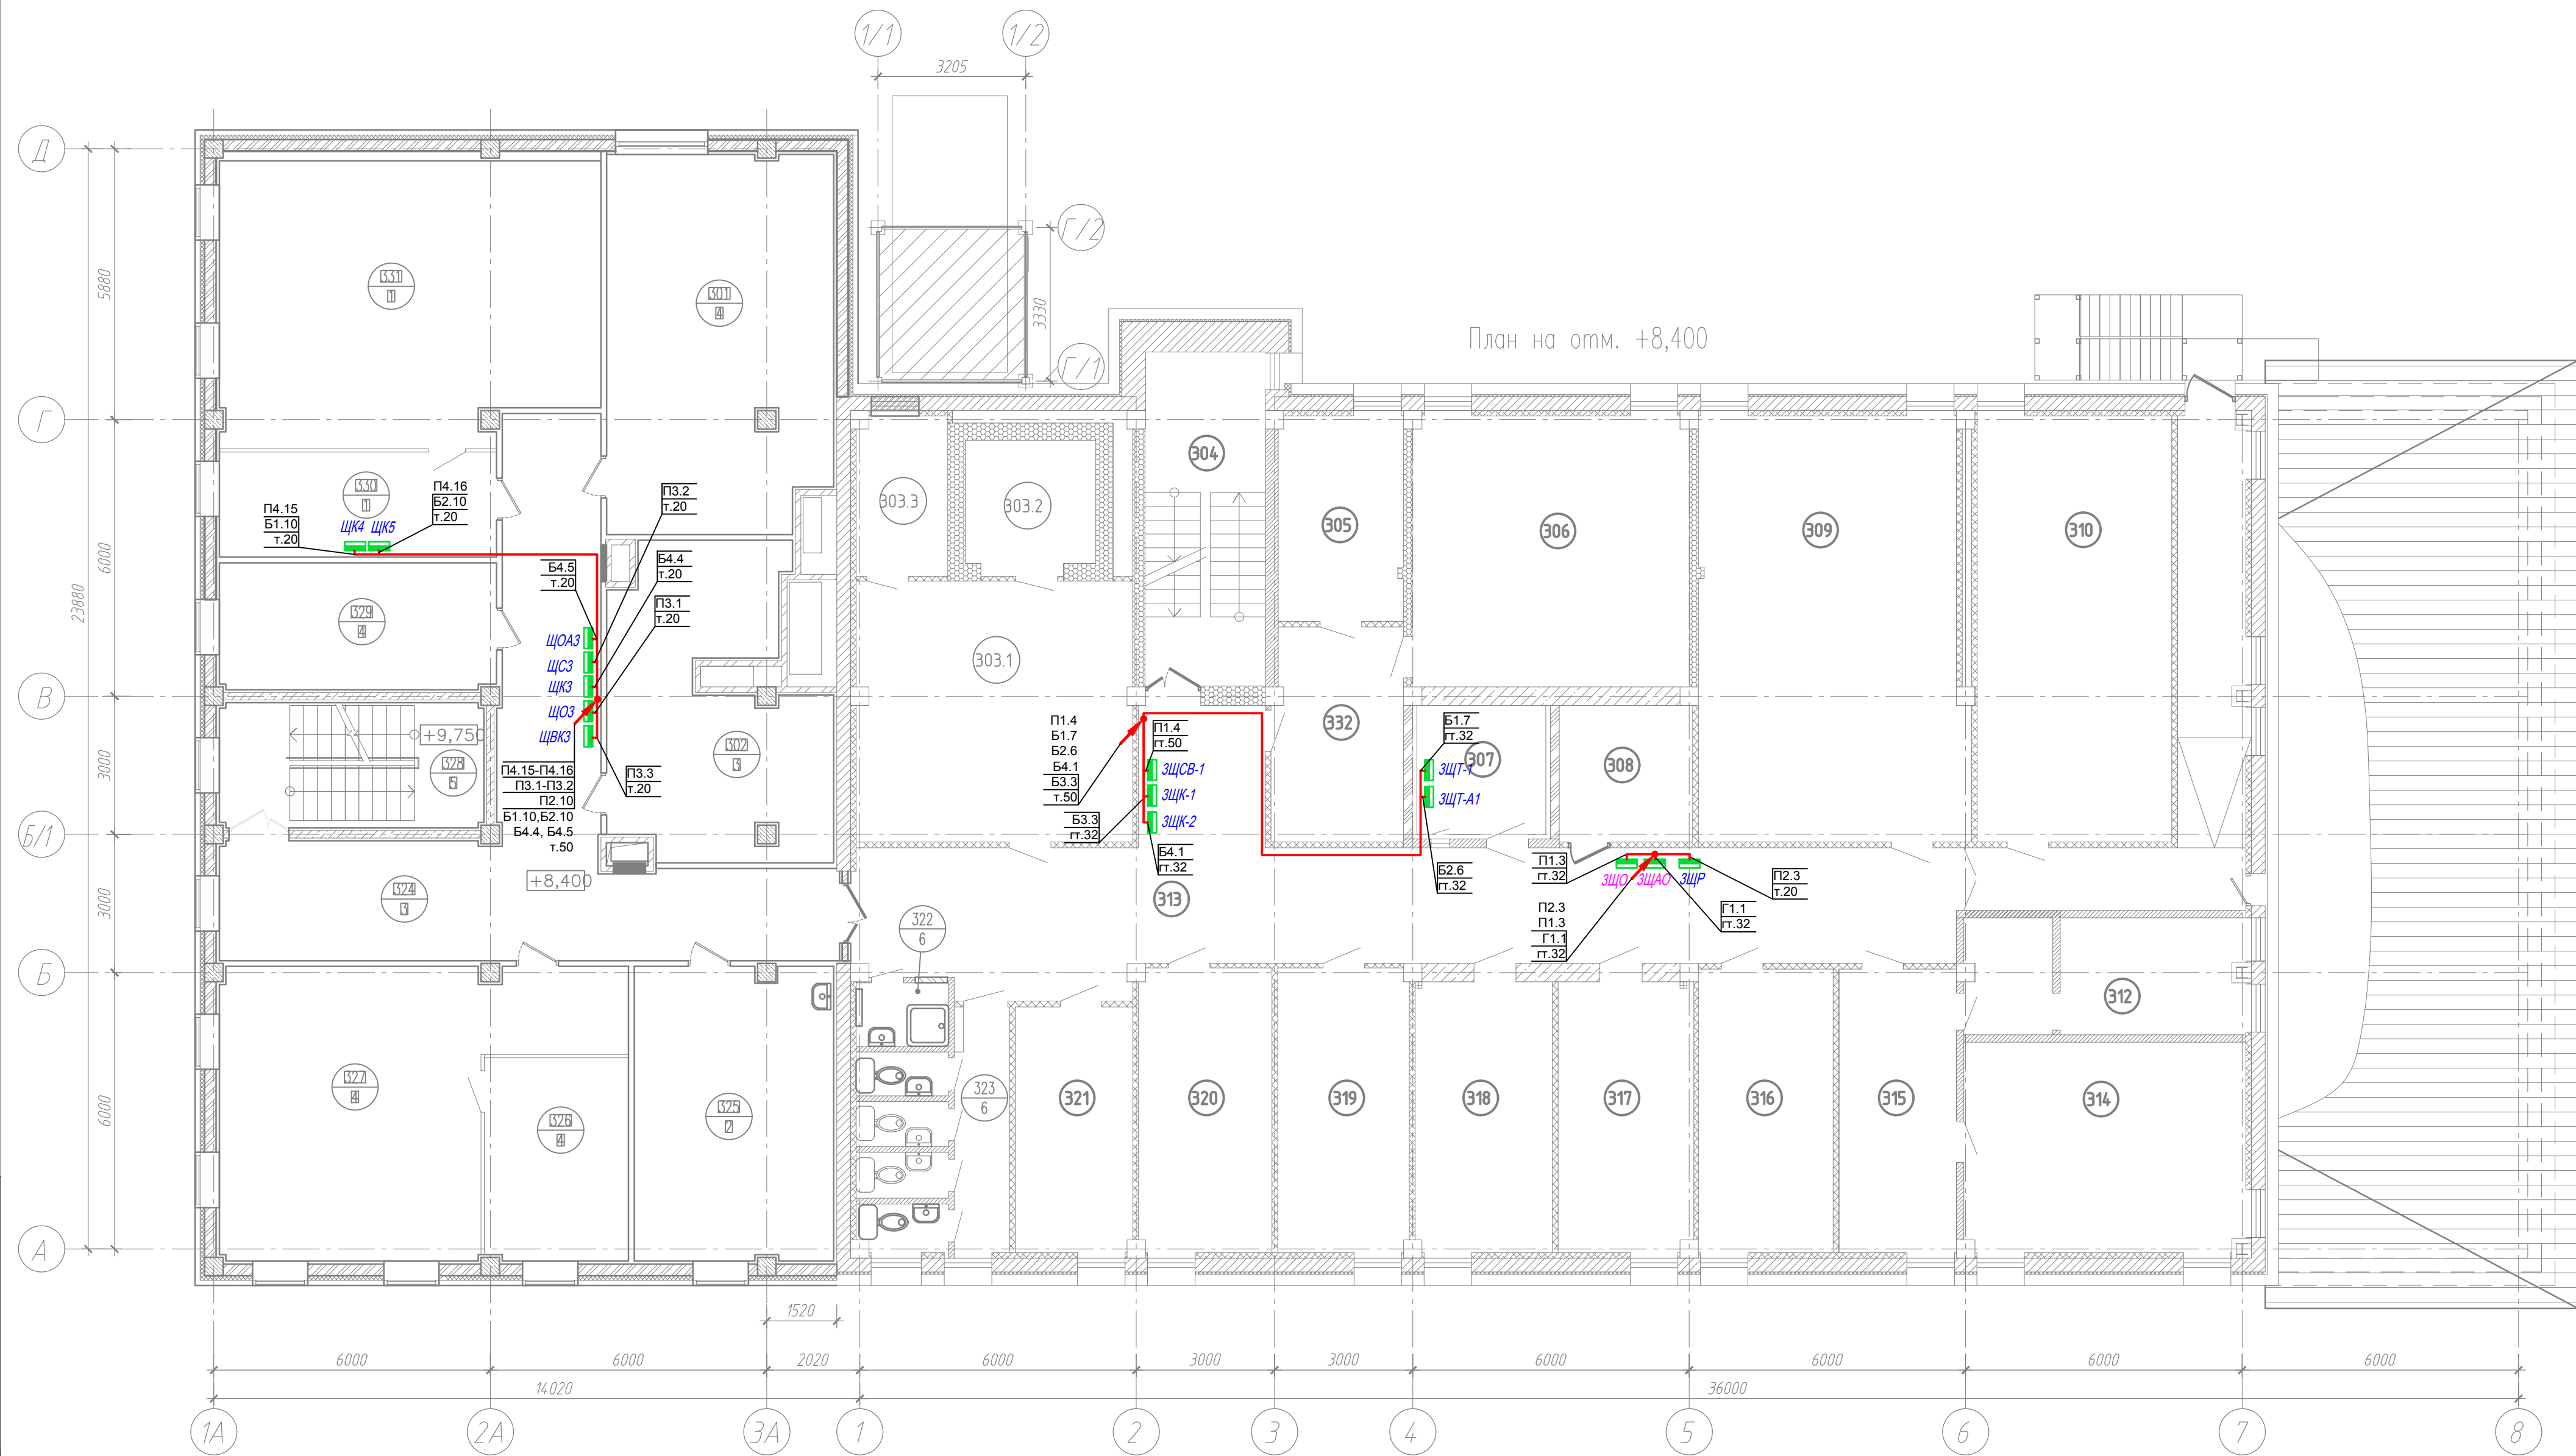 1/1
1/2
3205
Д
Г/2
3330
Г/1
План на отм. +8,400
5880
331
1
301
4
Г
304
303.3
303.2
305
306
309
310
330
1
П4.15
Б1.10
т.20
ЩК4
ЩК5
П4.16
Б2.10
т.20
П3.2
т.20
6000
23880
Б4.5
т.20
Б4.4
т.20
П3.1
т.20
329
4
ЩОА3
ЩС3
ЩК3
ЩО3
ЩВК3
303.1
В
+9,750
328
5
302
3
3000
П4.15-П4.16
П3.1-П3.2
П2.10
Б1.10,Б2.10
Б4.4, Б4.5
т.50
П3.3
т.20
П1.4
Б1.7
Б2.6
Б4.1
Б3.3
т.50
П1.4
гт.50
3ЩСВ-1
3ЩК-1
3ЩК-2
Б3.3
гт.32
Б4.1
гт.32
332
Б1.7
гт.32
307
3ЩТ-1
3ЩТ-А1
308
Б2.6
гт.32
Б/1
3000
+8,400
324
3
322
6
313
П1.3
гт.32
3ЩО
3ЩАО
3ЩР
П2.3
т.20
П2.3
П1.3
Г1.1
гт.32
Г1.1
гт.32
Б
6000
312
327
4
326
4
325
2
323
6
321
320
319
318
317
316
315
314
А
1520
6000
6000
2020
6000
3000
3000
6000
6000
6000
6000
14020
36000
1А
2А
3А
1
2
3
4
5
6
7
8